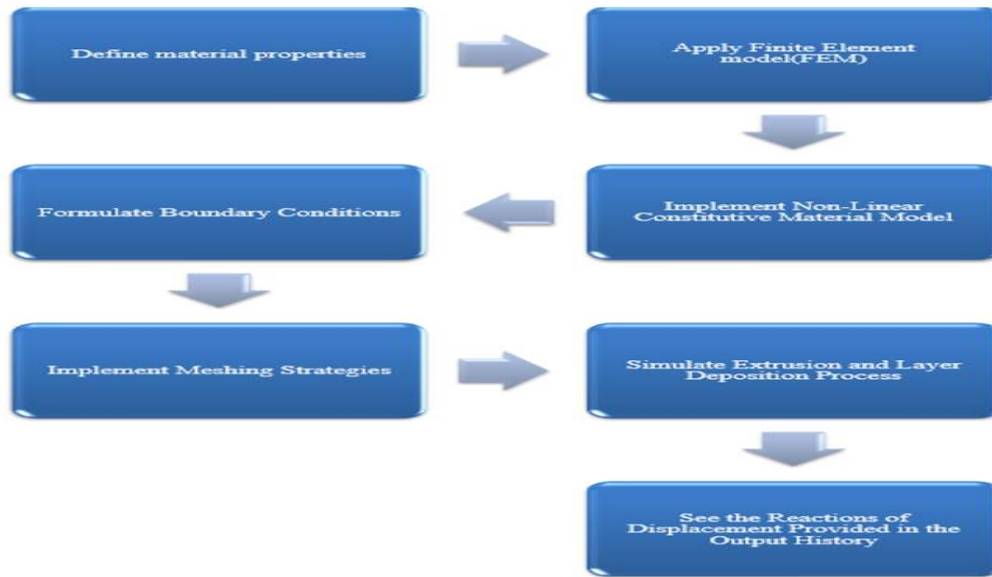 Define material properties
Apply Finite Element
model(FEM)
Implement Non-Linear
Constitutive Material Model
Formulate Boundary Conditions
Implement Meshing Strategies
Simulate Extrusion and Layer
Deposition Process
See the Reactions of
Displacement Provided in the
Output History